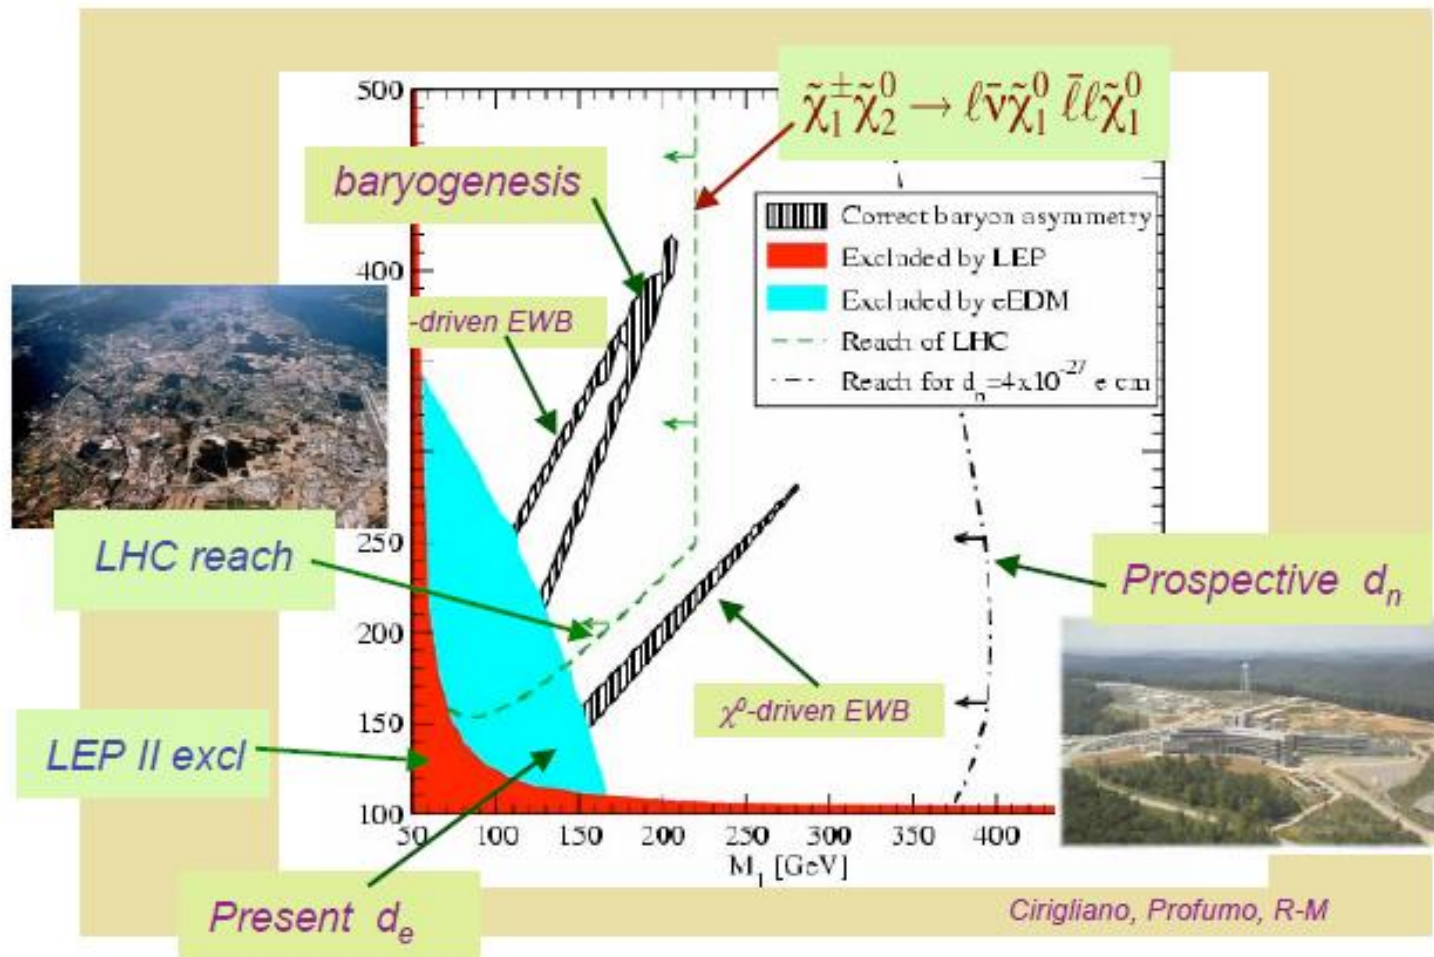 500
χ̃₁±χ̃₂⁰ → ℓν̄χ̃₁⁰ ℓ̄ℓχ̃₁⁰
baryogenesis
Correct baryon asymmetry
Excluded by LEP
400
Excluded by eEDM
-driven EWB
Reach of LHC
Reach for dₙ=4x10⁻²⁷ e cm
250
LHC reach
Prospective dₙ
200
χ⁰-driven EWB
150
LEP II excl
100
50 100 150 200 250 300 350 400
M₁ [GeV]
Present dₑ
Cirigliano, Profumo, R-M